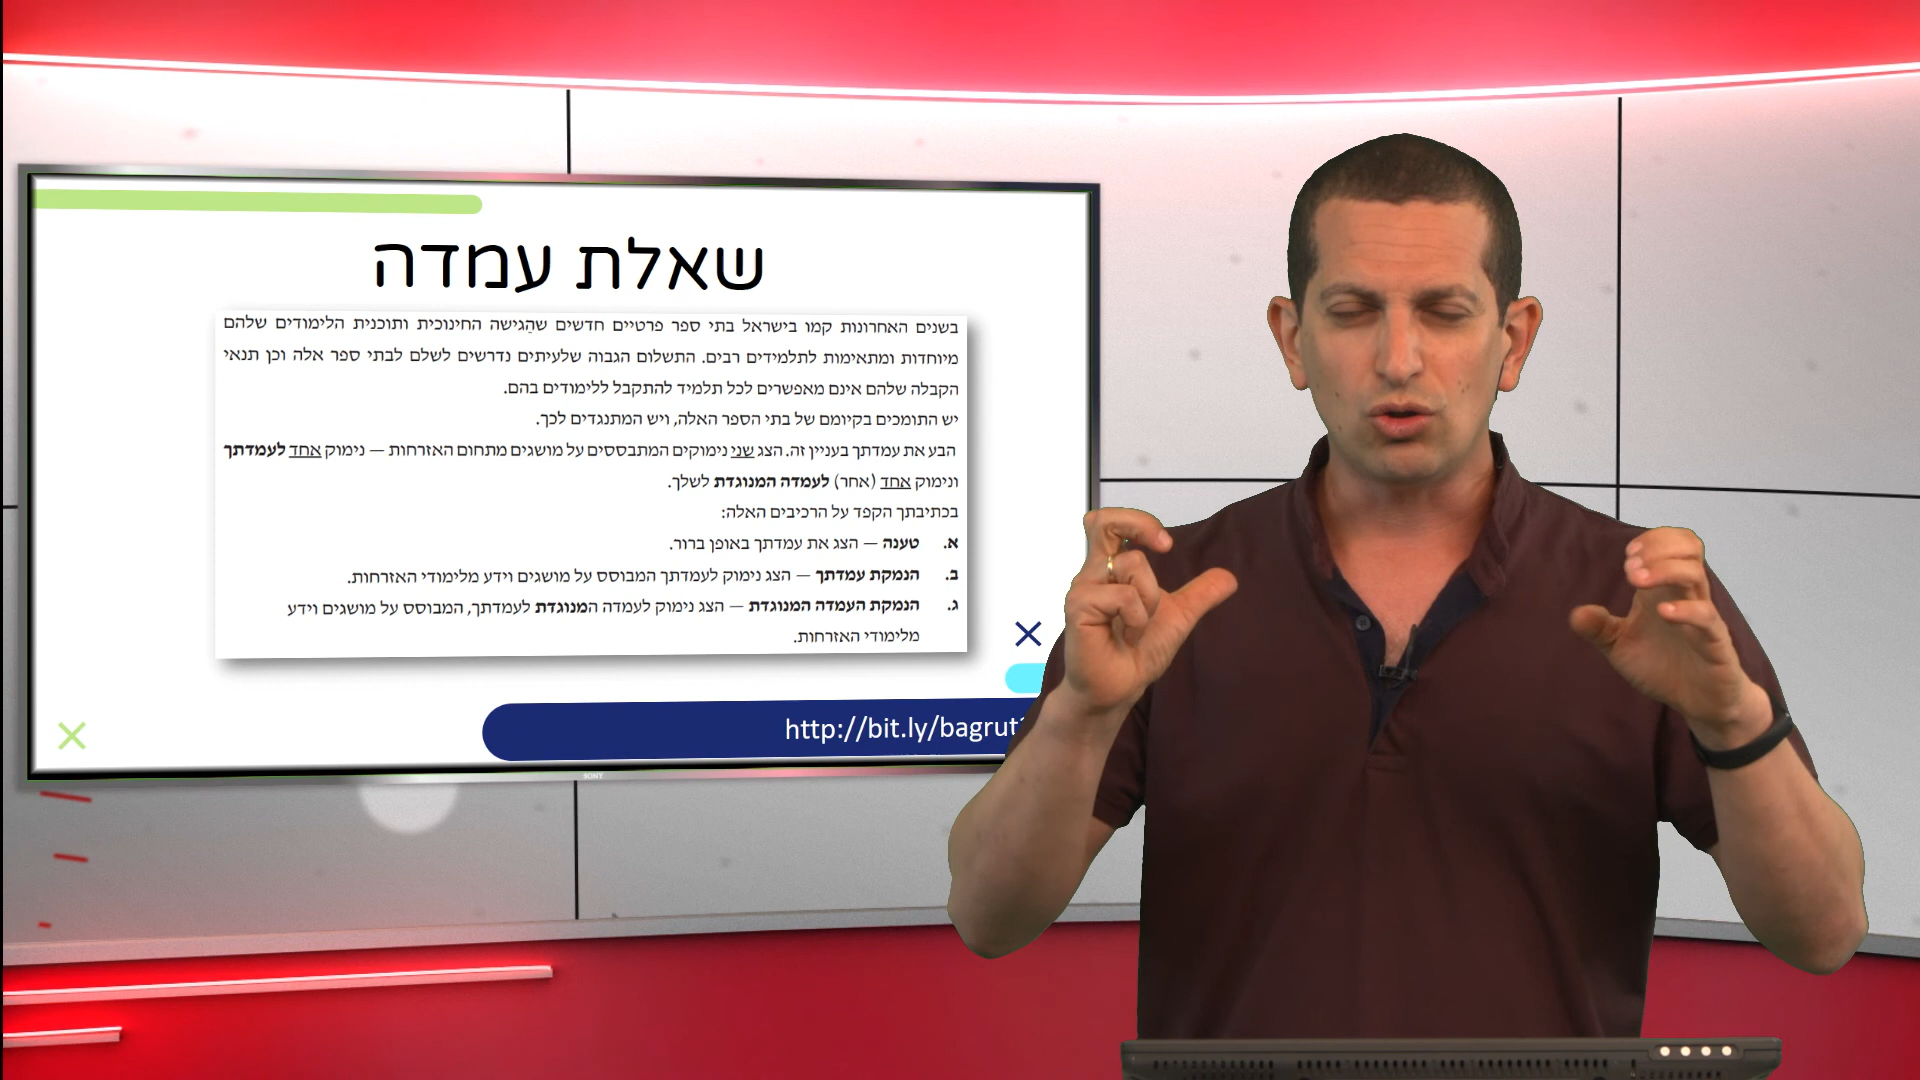 שאלת עמדה
בשנים האחרונות קמו בישראל בתי ספר פרטיים חדשים שהַגישה החינוכית ותוכנית הלימודים שלהם
מיוחדות ומתאימות לתלמידים רבים. התשלום הגבוה שלעיתים נדרשים לשלם לבתי ספר אלה וכן תנאי
הקבלה שלהם אינם מאפשרים לכל תלמיד להתקבל ללימודים בהם.
יש התומכים בקיומם של בתי הספר האלה, ויש המתנגדים לכך.
הבע את עמדתך בעניין זה. הצג שני נימוקים המתבססים על מושגים מתחום האזרחות — נימוק אחד לעמדתך
ונימוק אחד (אחר) לעמדה המנוגדת לשלך.
בכתיבתך הקפד על הרכיבים האלה:
א. טענה — הצג את עמדתך באופן ברור.
ב. הנמקת עמדתך — הצג נימוק לעמדתך המבוסס על מושגים וידע מלימודי האזרחות.
ג. הנמקת העמדה המנוגדת — הצג נימוק לעמדה המנוגדת לעמדתך, המבוסס על מושגים וידע
מלימודי האזרחות.
http://bit.ly/bagrut
SONY